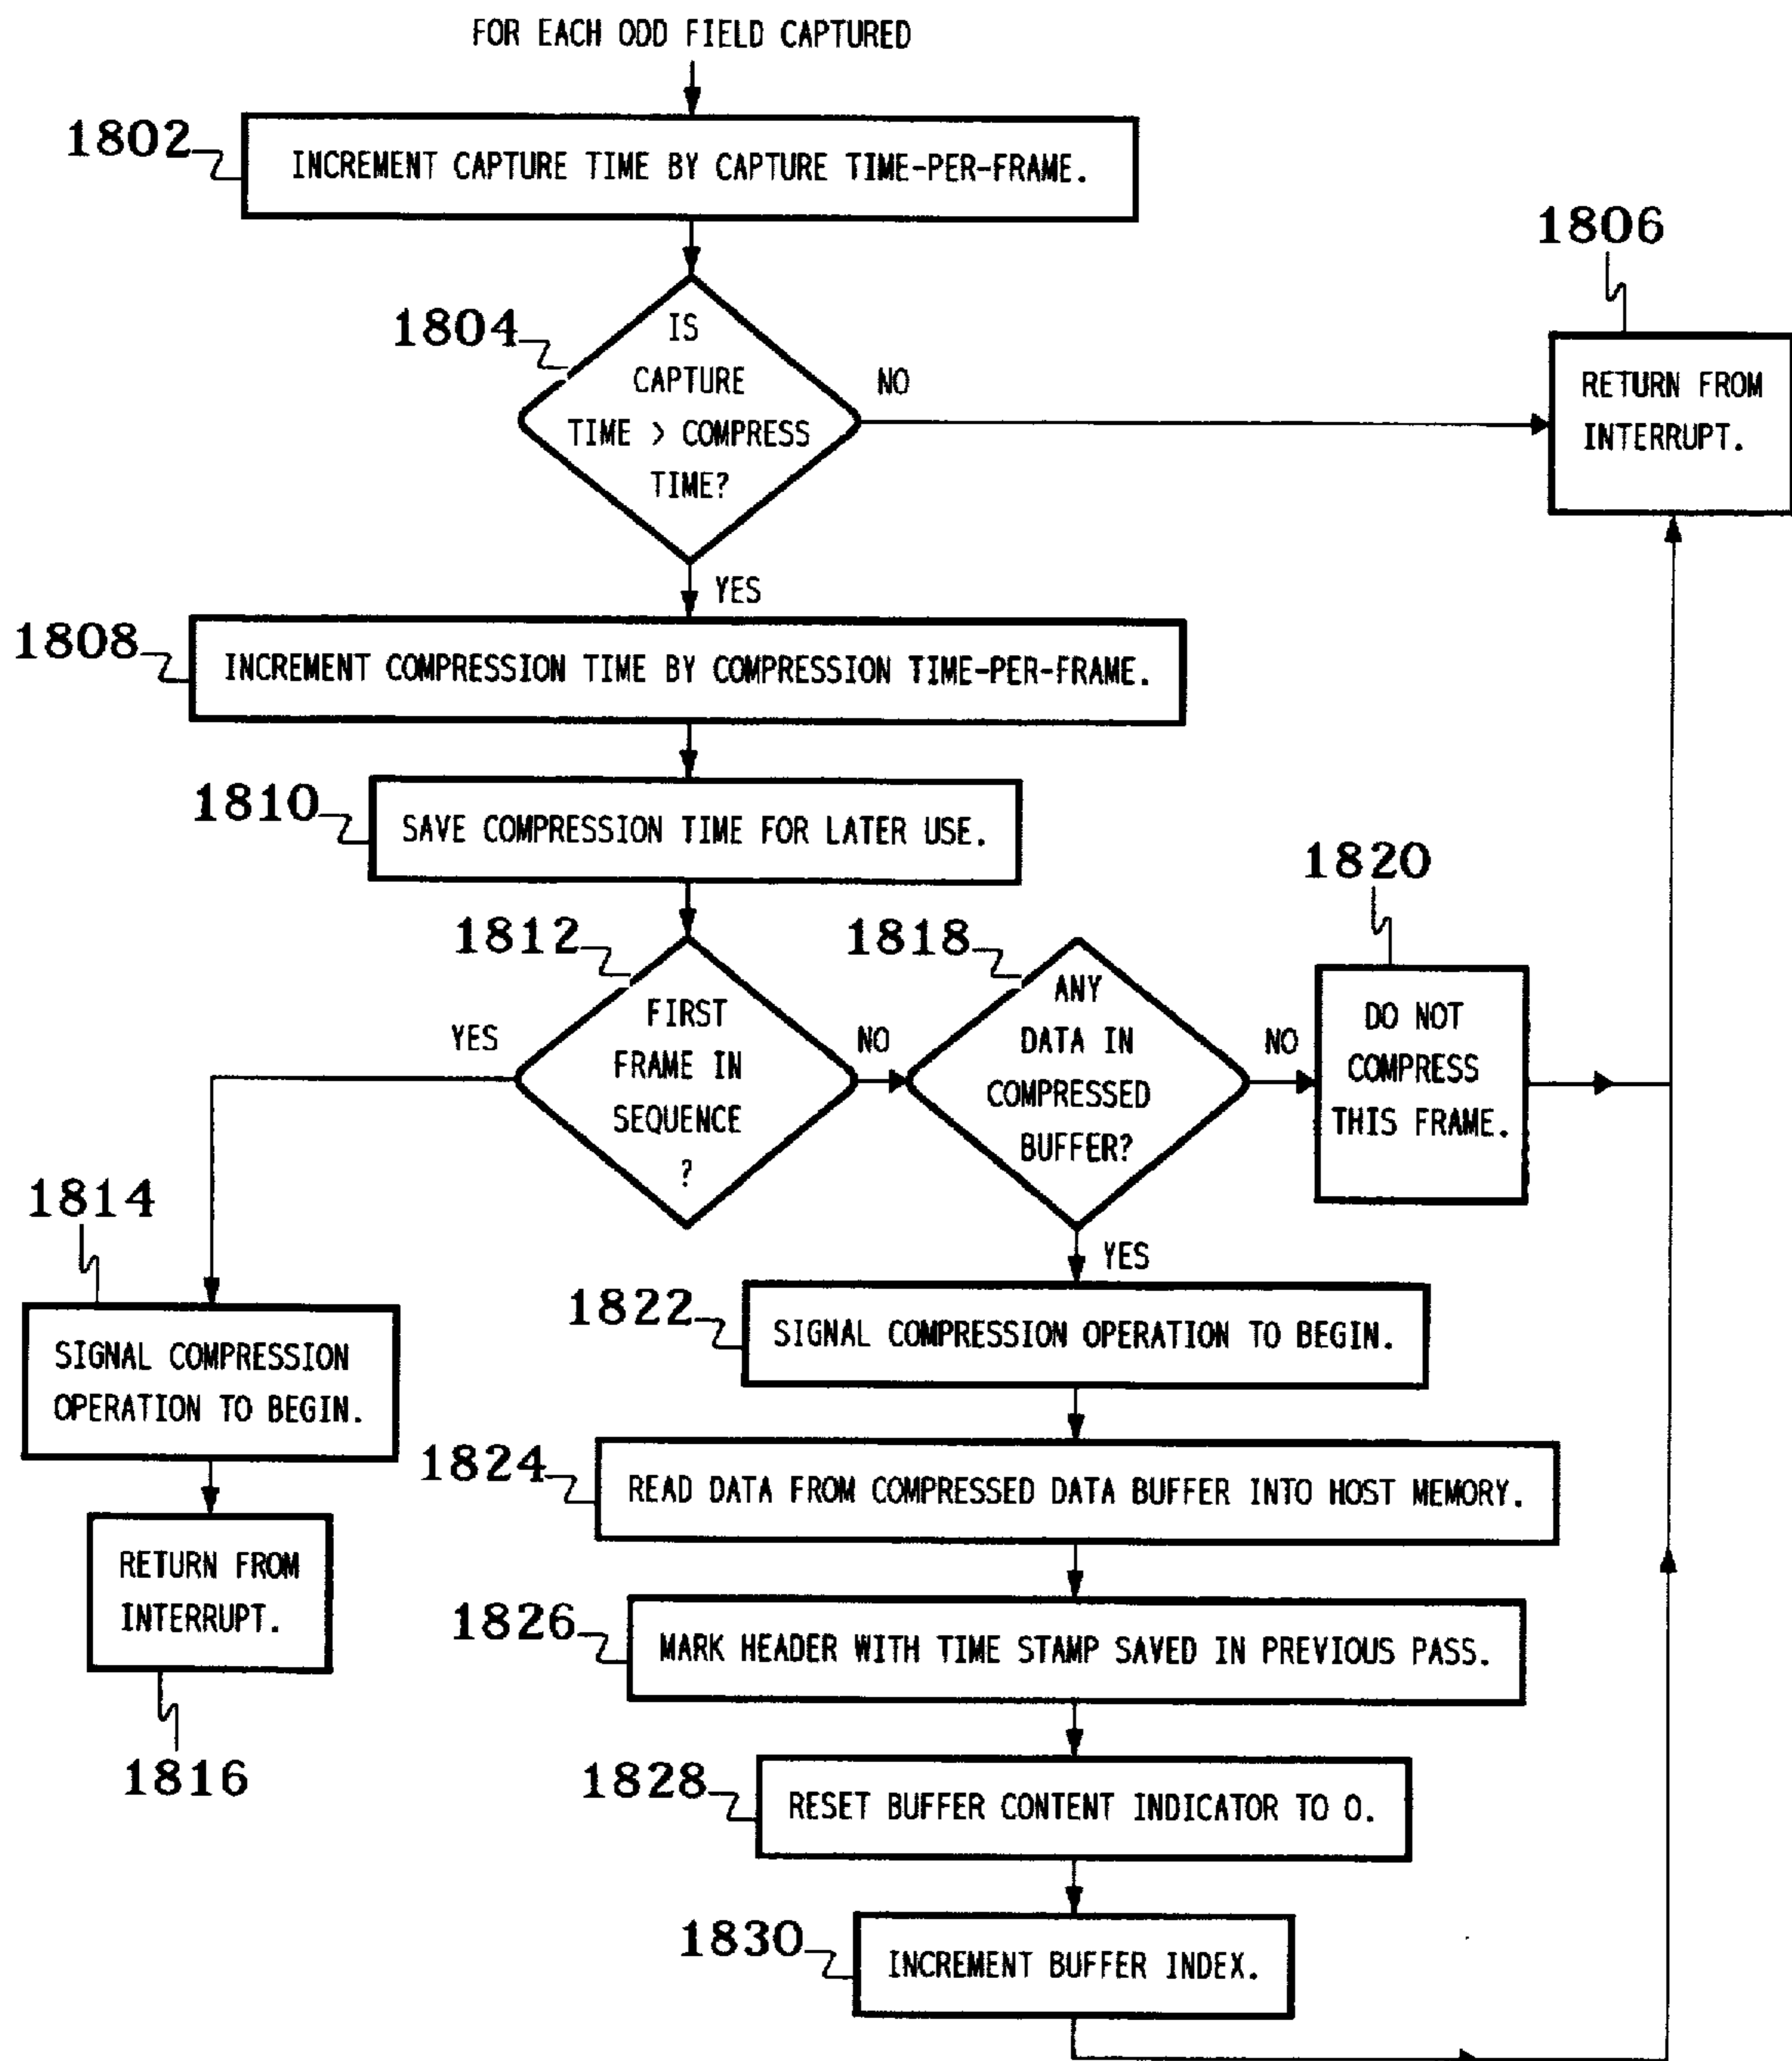 FOR EACH ODD FIELD CAPTURED
1802
INCREMENT CAPTURE TIME BY CAPTURE TIME-PER-FRAME.
1804
IS
CAPTURE
TIME > COMPRESS
TIME?
NO
1806
RETURN FROM
INTERRUPT.
YES
1808
INCREMENT COMPRESSION TIME BY COMPRESSION TIME-PER-FRAME.
1810
SAVE COMPRESSION TIME FOR LATER USE.
1812
FIRST
FRAME IN
SEQUENCE
?
YES
NO
1818
ANY
DATA IN
COMPRESSED
BUFFER?
NO
1820
DO NOT
COMPRESS
THIS FRAME.
1814
SIGNAL COMPRESSION
OPERATION TO BEGIN.
RETURN FROM
INTERRUPT.
1816
YES
1822
SIGNAL COMPRESSION OPERATION TO BEGIN.
1824
READ DATA FROM COMPRESSED DATA BUFFER INTO HOST MEMORY.
1826
MARK HEADER WITH TIME STAMP SAVED IN PREVIOUS PASS.
1828
RESET BUFFER CONTENT INDICATOR TO 0.
1830
INCREMENT BUFFER INDEX.